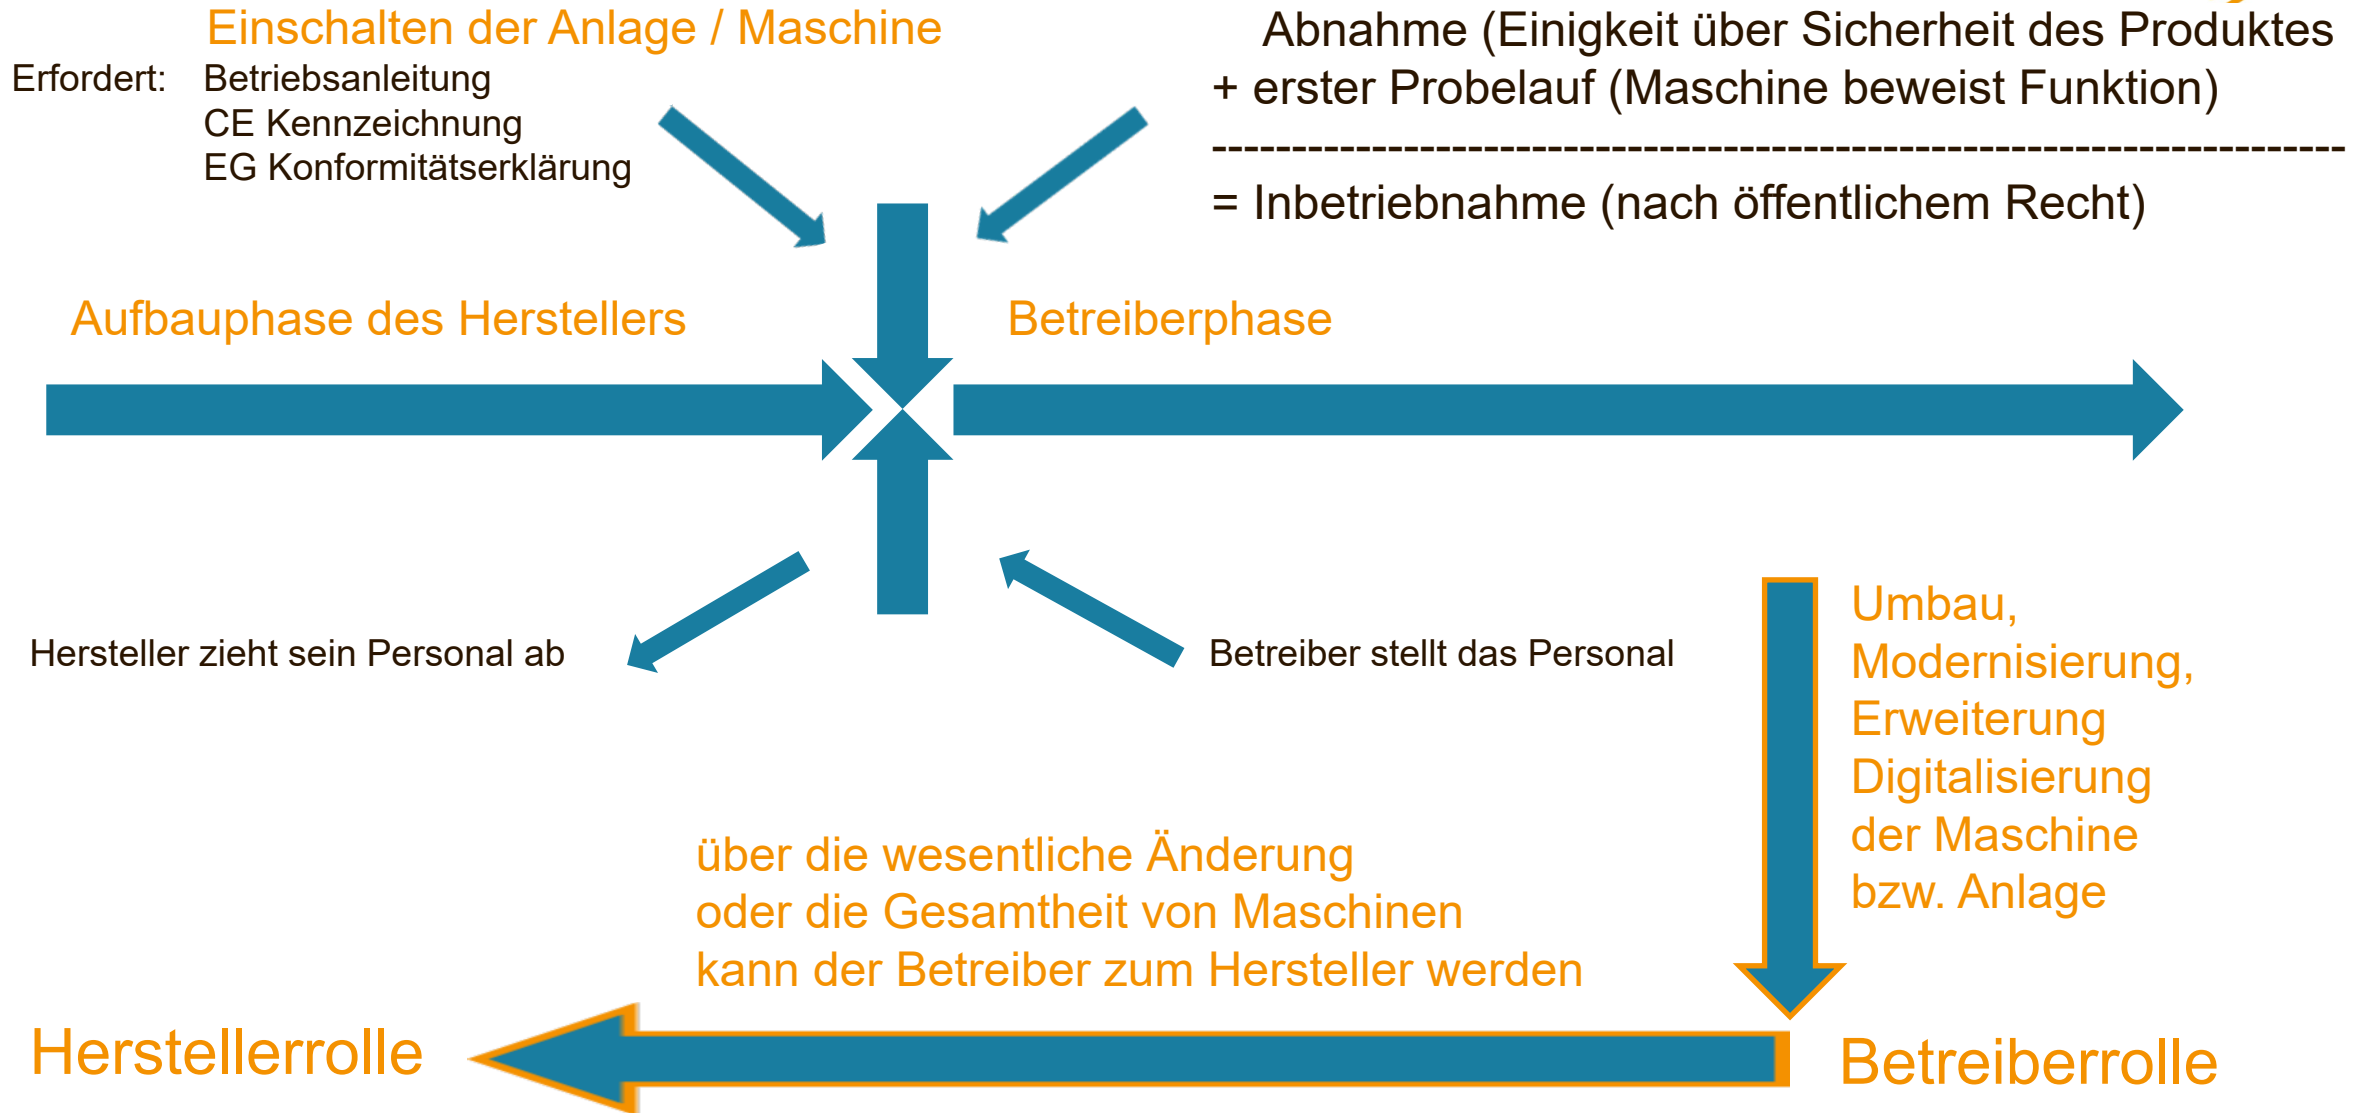 Einschalten der Anlage / Maschine
Erfordert: Betriebsanleitung
CE Kennzeichnung
EG Konformitätserklärung
Abnahme (Einigkeit über Sicherheit des Produktes
+ erster Probelauf (Maschine beweist Funktion)
-----------------------------------------------------------------------
= Inbetriebnahme (nach öffentlichem Recht)
Aufbauphase des Herstellers
Betreiberphase
Hersteller zieht sein Personal ab
Betreiber stellt das Personal
Umbau,
Modernisierung,
Erweiterung
Digitalisierung
der Maschine
bzw. Anlage
über die wesentliche Änderung
oder die Gesamtheit von Maschinen
kann der Betreiber zum Hersteller werden
Herstellerrolle
Betreiberrolle